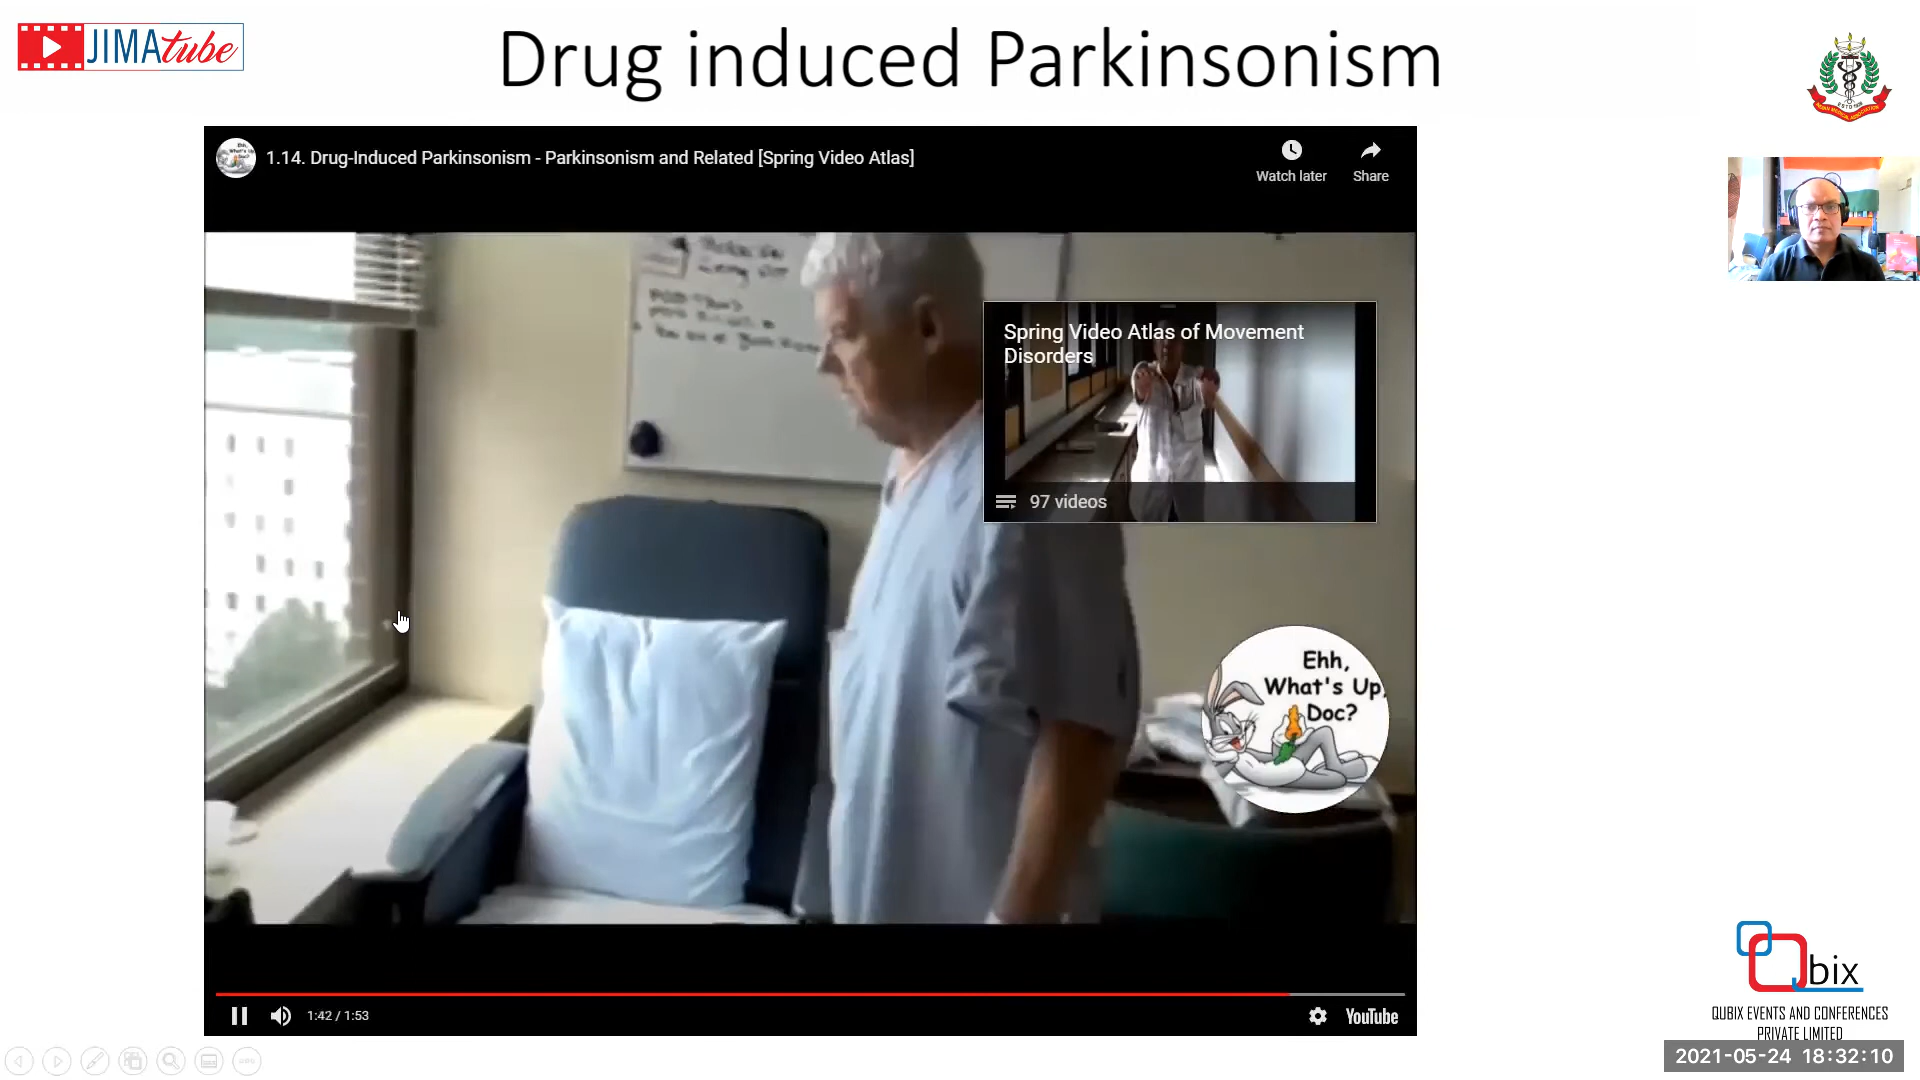 JIMAtube
Drug induced Parkinsonism
1.14. Drug-Induced Parkinsonism - Parkinsonism and Related [Spring Video Atlas]
Watch later
Share
Spring Video Atlas of Movement
Disorders
97 videos
Ehh,
What's Up,
Doc?
1:42 / 1:53
YouTube
Qbix
QUBIX EVENTS AND CONFERENCES
PRIVATE LIMITED
2021-05-24 18:32:10